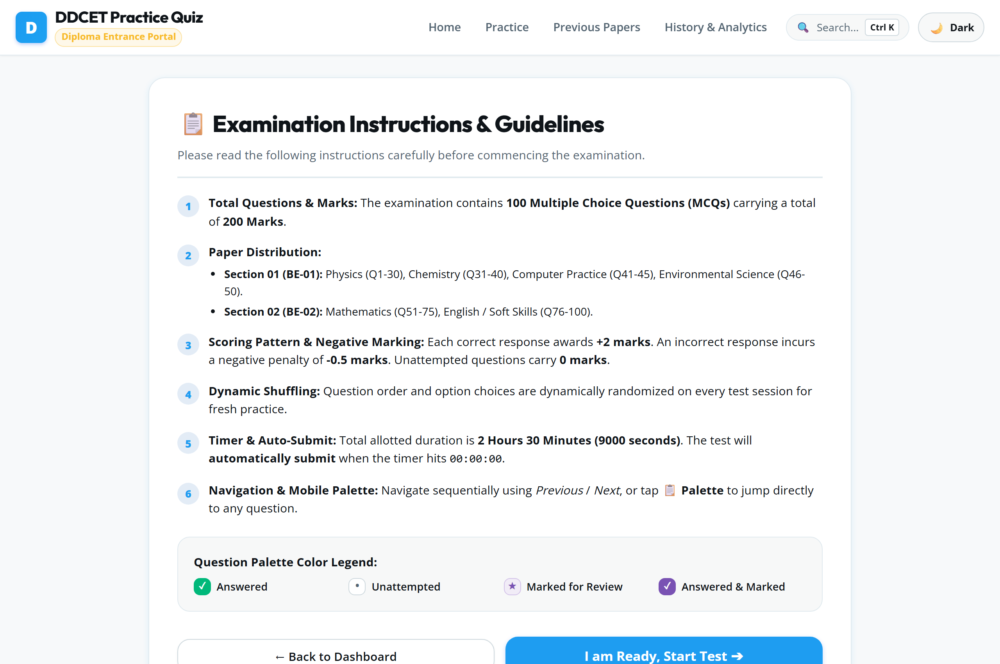 D
DDCET Practice Quiz
Diploma Entrance Portal
Home
Practice
Previous Papers
History & Analytics
Search...
Ctrl K
Dark
Examination Instructions & Guidelines
Please read the following instructions carefully before commencing the examination.
1
Total Questions & Marks: The examination contains 100 Multiple Choice Questions (MCQs) carrying a total
of 200 Marks.
2
Paper Distribution:
• Section 01 (BE-01): Physics (Q1-30), Chemistry (Q31-40), Computer Practice (Q41-45), Environmental Science (Q46-
50).
• Section 02 (BE-02): Mathematics (Q51-75), English / Soft Skills (Q76-100).
3
Scoring Pattern & Negative Marking: Each correct response awards +2 marks. An incorrect response incurs
a negative penalty of -0.5 marks. Unattempted questions carry 0 marks.
4
Dynamic Shuffling: Question order and option choices are dynamically randomized on every test session for
fresh practice.
5
Timer & Auto-Submit: Total allotted duration is 2 Hours 30 Minutes (9000 seconds). The test will
automatically submit when the timer hits 00:00:00.
6
Navigation & Mobile Palette: Navigate sequentially using Previous / Next, or tap 📋 Palette to jump directly
to any question.
Question Palette Color Legend:
✓ Answered
• Unattempted
★ Marked for Review
✓ Answered & Marked
← Back to Dashboard
I am Ready, Start Test ➔